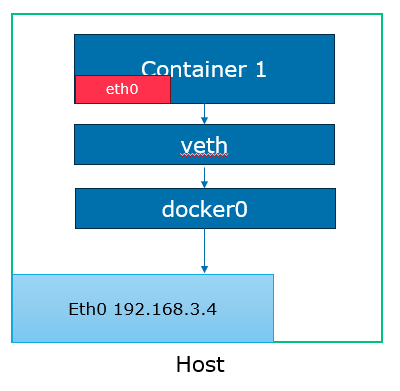 Container 1
eth0
veth
docker0
Eth0 192.168.3.4
Host